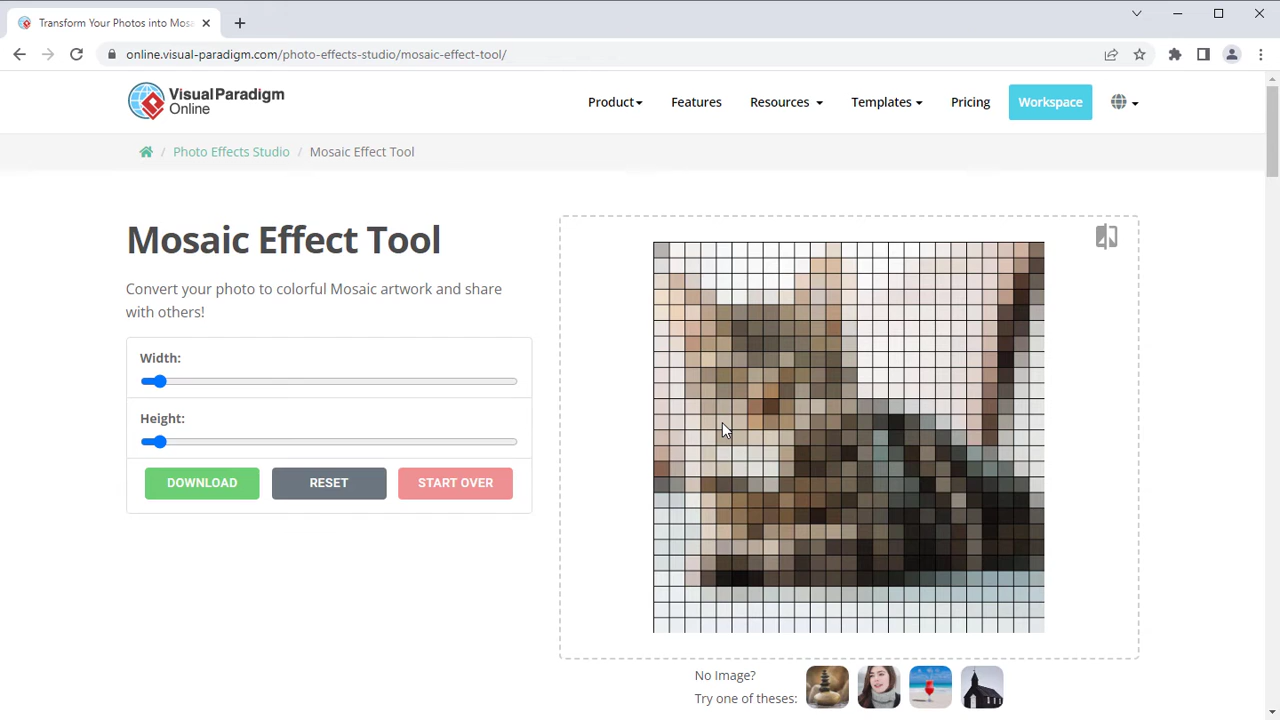 Transform Your Photos into Mosa
online.visual-paradigm.com/photo-effects-studio/mosaic-effect-tool/
Visual Paradigm
Online
Product
Features
Resources
Templates
Pricing
Workspace
/ Photo Effects Studio / Mosaic Effect Tool
Mosaic Effect Tool
Convert your photo to colorful Mosaic artwork and share
with others!
Width:
Height:
DOWNLOAD
RESET
START OVER
No Image?
Try one of theses: